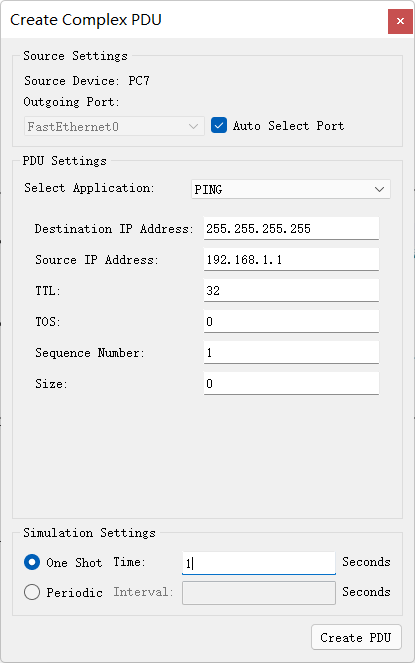 Create Complex PDU
Source Settings
Source Device: PC7
Outgoing Port:
FastEthernet0 Auto Select Port
PDU Settings
Select Application: PING
Destination IP Address: 255.255.255.255
Source IP Address: 192.168.1.1
TTL: 32
TOS: 0
Sequence Number: 1
Size: 0
Simulation Settings
One Shot Time: 1 Seconds
Periodic Interval: Seconds
Create PDU